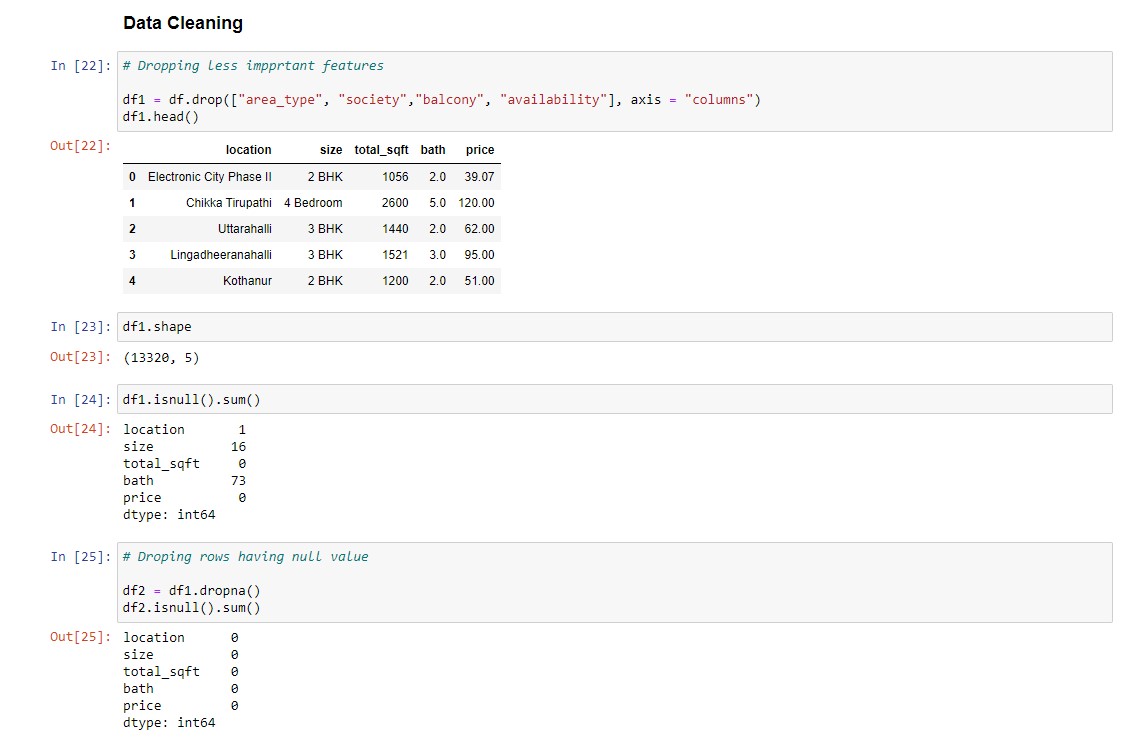 Data Cleaning
In [22]: # Dropping less impprtant features
df1 = df.drop(["area_type", "society","balcony", "availability"], axis = "columns")
df1.head()
Out[22]:
location size total_sqft bath price
0 Electronic City Phase II 2 BHK 1056 2.0 39.07
1 Chikka Tirupathi 4 Bedroom 2600 5.0 120.00
2 Uttarahalli 3 BHK 1440 2.0 62.00
3 Lingadheeranahalli 3 BHK 1521 3.0 95.00
4 Kothanur 2 BHK 1200 2.0 51.00
In [23]: df1.shape
Out[23]: (13320, 5)
In [24]: df1.isnull().sum()
Out[24]: location 1
size 16
total_sqft 0
bath 73
price 0
dtype: int64
In [25]: # Droping rows having null value
df2 = df1.dropna()
df2.isnull().sum()
Out[25]: location 0
size 0
total_sqft 0
bath 0
price 0
dtype: int64